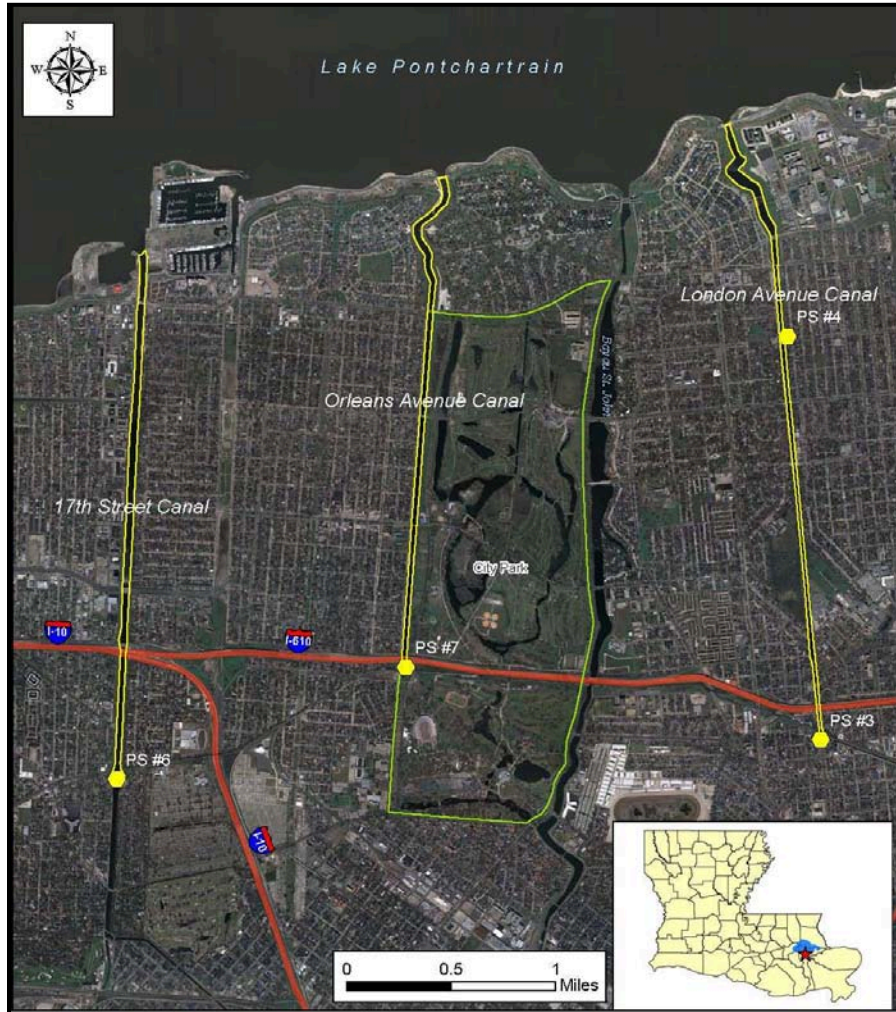 N
W E
S
Lake Pontchartrain
London Avenue Canal
PS #4
Bayou St. John
Orleans Avenue Canal
17th Street Canal
City Park
I-10
I-610
PS #7
PS #3
PS #6
I-10
0 0.5 1
Miles